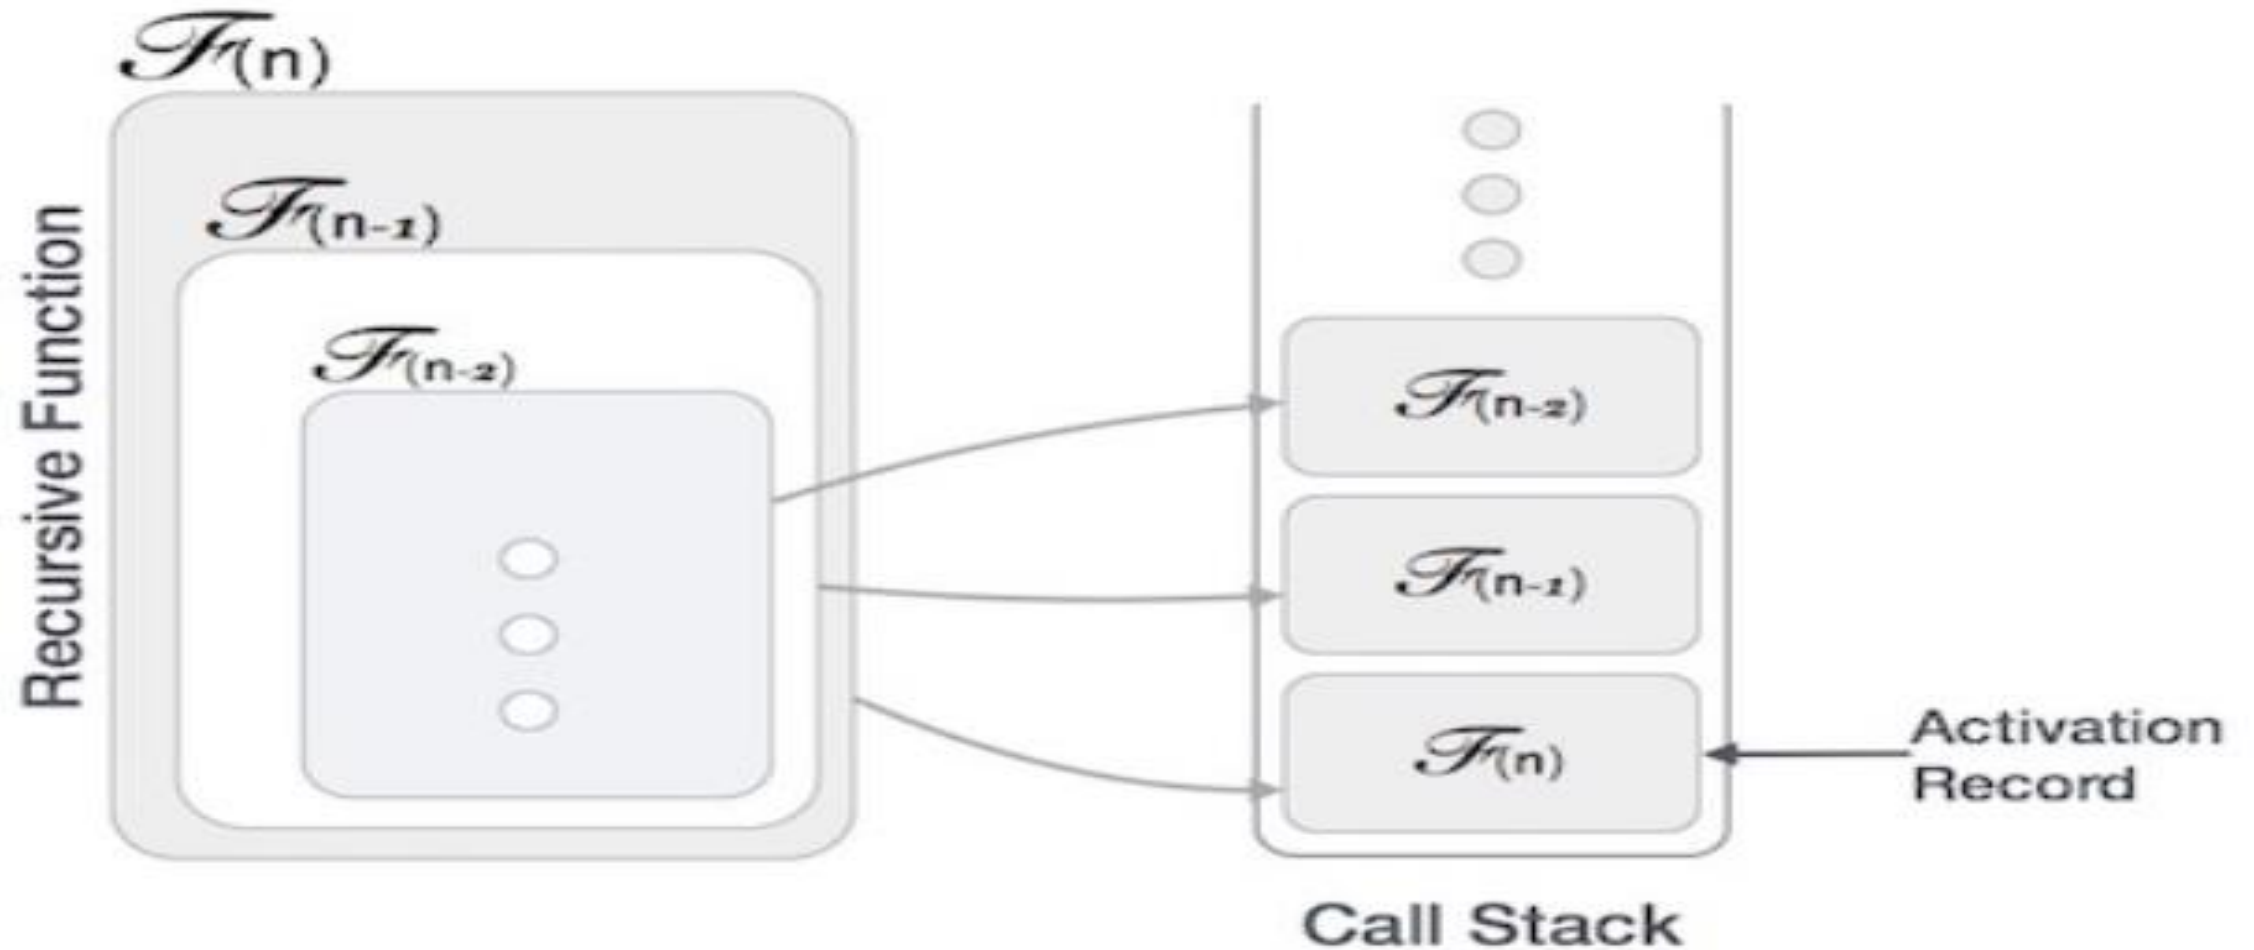 ℱ(n)
ℱ(n-1)
ℱ(n-2)
Recursive Function
ℱ(n-2)
ℱ(n-1)
ℱ(n)
Activation
Record
Call Stack